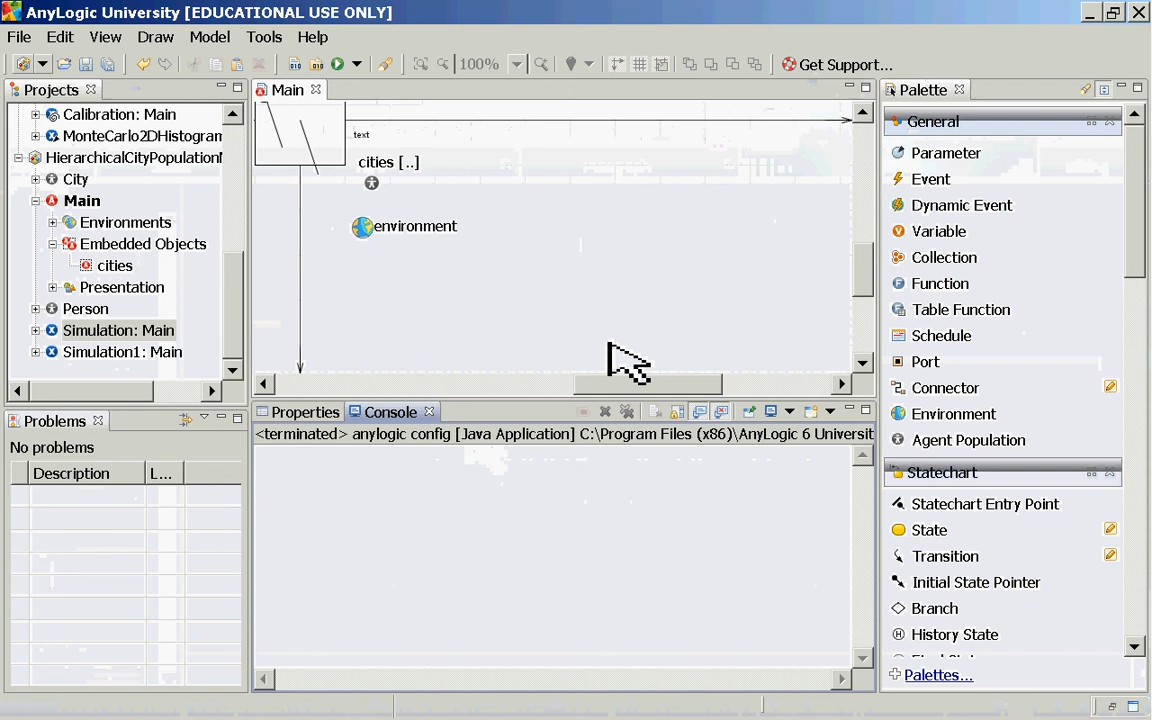 AnyLogic University [EDUCATIONAL USE ONLY]
File Edit View Draw Model Tools Help
100% Get Support...
Projects
Calibration: Main
MonteCarlo2DHistogram
HierarchicalCityPopulation
City
Main
Environments
Embedded Objects
cities
Presentation
Person
Simulation: Main
Simulation1: Main
Problems
No problems
Description L...
Main
text
cities [..]
environment
Properties Console
<terminated> anylogic config [Java Application] C:\Program Files (x86)\AnyLogic 6 Universit
Palette
General
Parameter
Event
Dynamic Event
Variable
Collection
Function
Table Function
Schedule
Port
Connector
Environment
Agent Population
Statechart
Statechart Entry Point
State
Transition
Initial State Pointer
Branch
History State
Palettes...